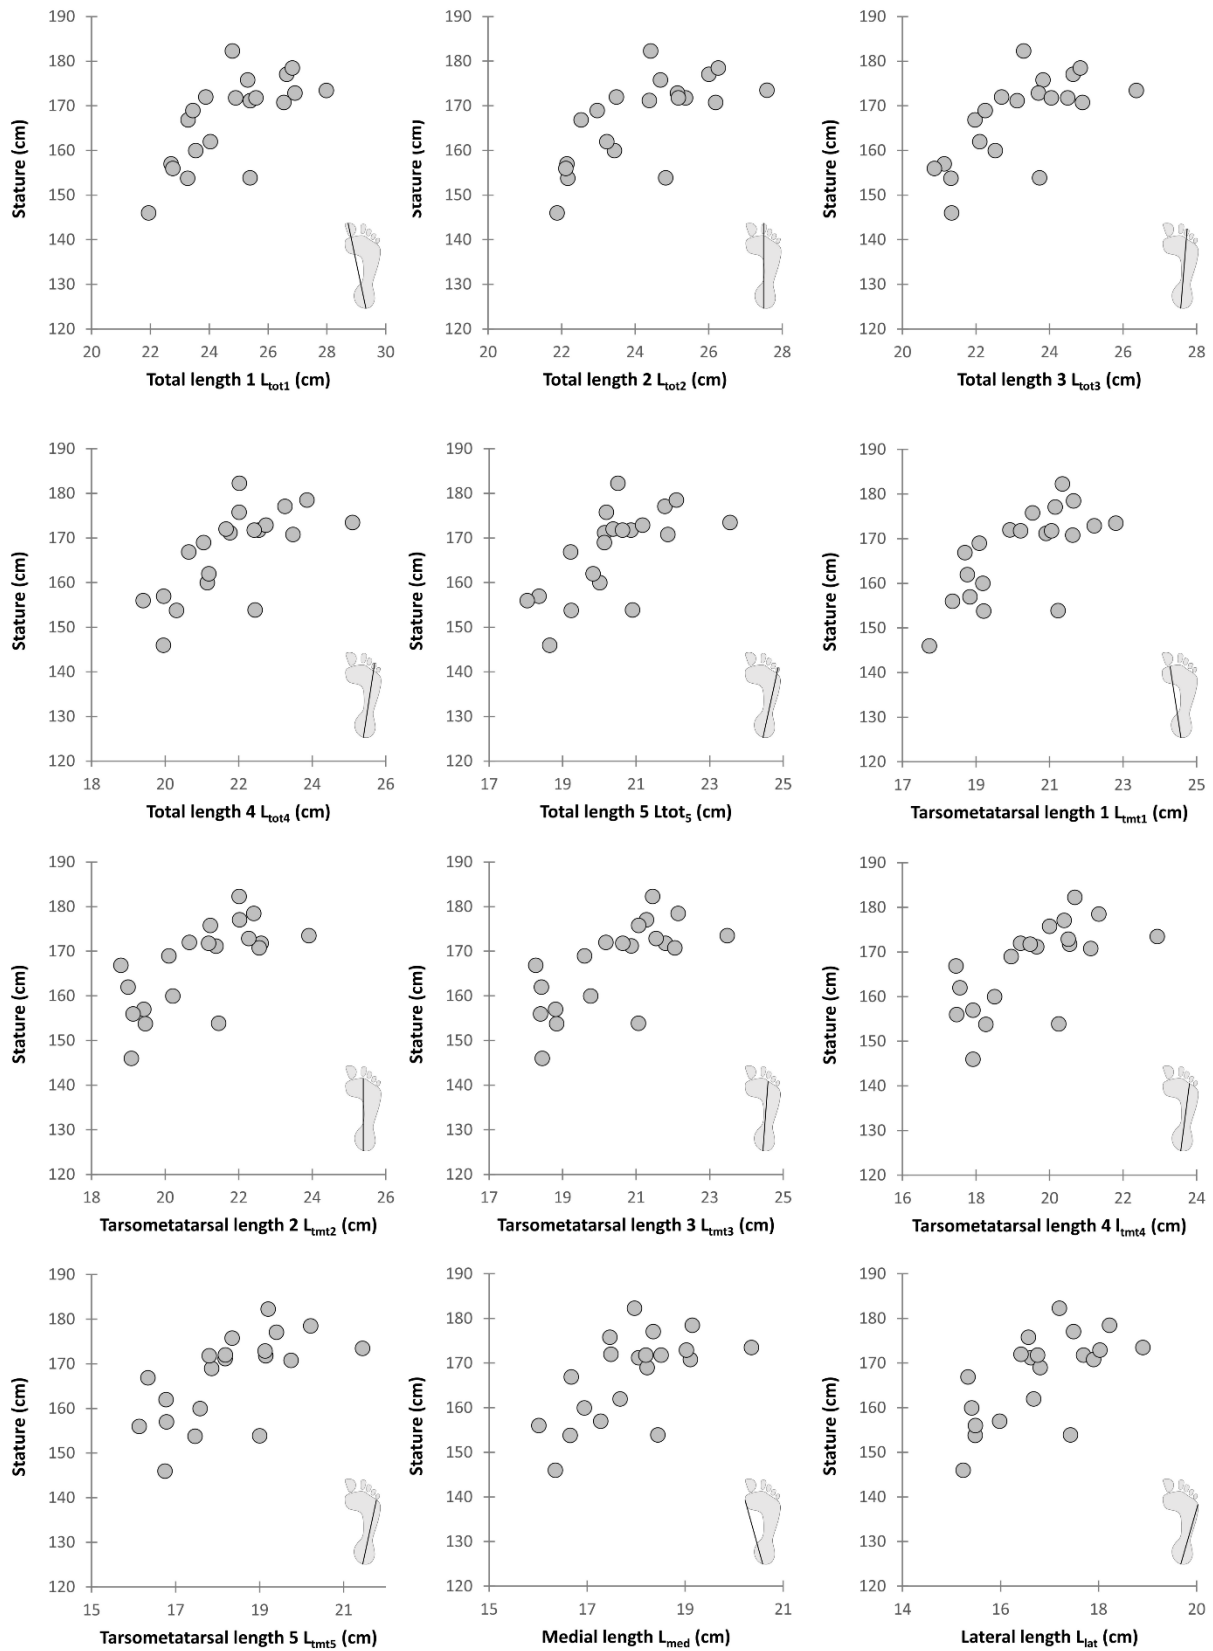 190
180
170
160
150
140
130
120
20 22 24 26 28 30
Stature (cm)
Total length 1 Ltot1 (cm)
190
180
170
160
150
140
130
120
20 22 24 26 28
Stature (cm)
Total length 2 Ltot2 (cm)
190
180
170
160
150
140
130
120
20 22 24 26 28
Stature (cm)
Total length 3 Ltot3 (cm)
190
180
170
160
150
140
130
120
18 20 22 24 26
Stature (cm)
Total length 4 Ltot4 (cm)
190
180
170
160
150
140
130
120
17 19 21 23 25
Stature (cm)
Total length 5 Ltot5 (cm)
190
180
170
160
150
140
130
120
17 19 21 23 25
Stature (cm)
Tarsometatarsal length 1 Ltmt1 (cm)
190
180
170
160
150
140
130
120
18 20 22 24 26
Stature (cm)
Tarsometatarsal length 2 Ltmt2 (cm)
190
180
170
160
150
140
130
120
17 19 21 23 25
Stature (cm)
Tarsometatarsal length 3 Ltmt3 (cm)
190
180
170
160
150
140
130
120
16 18 20 22 24
Stature (cm)
Tarsometatarsal length 4 ltmt4 (cm)
190
180
170
160
150
140
130
120
15 17 19 21
Stature (cm)
Tarsometatarsal length 5 Ltmt5 (cm)
190
180
170
160
150
140
130
120
15 17 19 21
Stature (cm)
Medial length Lmed (cm)
190
180
170
160
150
140
130
120
14 16 18 20
Stature (cm)
Lateral length Llat (cm)